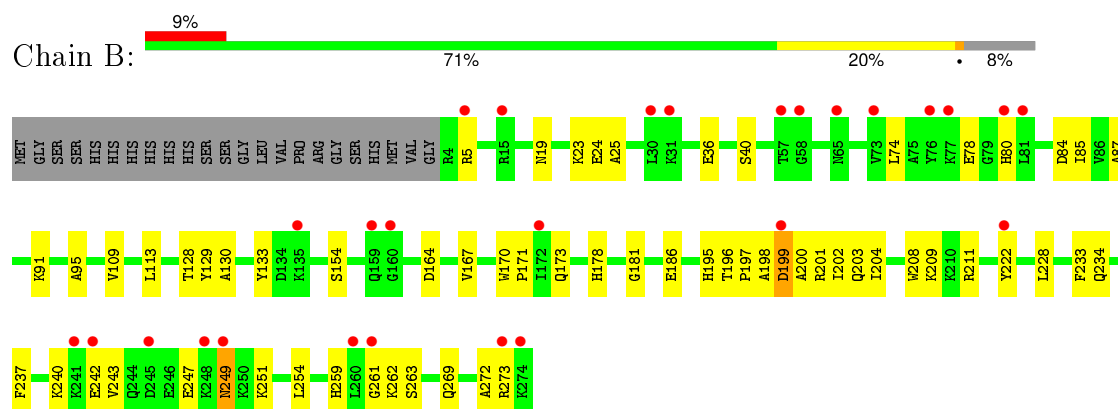 9%
Chain B:
71% 20% • 8%
MET GLY SER SER HIS HIS HIS HIS HIS HIS SER SER GLY LEU VAL PRO ARG GLY SER HIS MET VAL GLY R4 R5 R15 N19 K23 E24 A25 L30 K31 E36 S40 T57 G58 N65 V73 L74 A75 Y76 K77 E78 G79 H80 L81 D84 I85 V86 A87
K91 A95 V109 L113 T128 Y129 A130 Y133 D134 K135 S154 Q159 G160 D164 V167 W170 P171 I172 Q173 H178 G181 E186 H195 T196 P197 A198 D199 A200 R201 I202 Q203 I204 W208 K209 K210 R211 Y222 L228 F233 Q234
F237 K240 K241 E242 V243 Q244 D245 E246 E247 K248 N249 K250 K251 L254 H259 L260 G261 K262 S263 Q269 A272 R273 K274